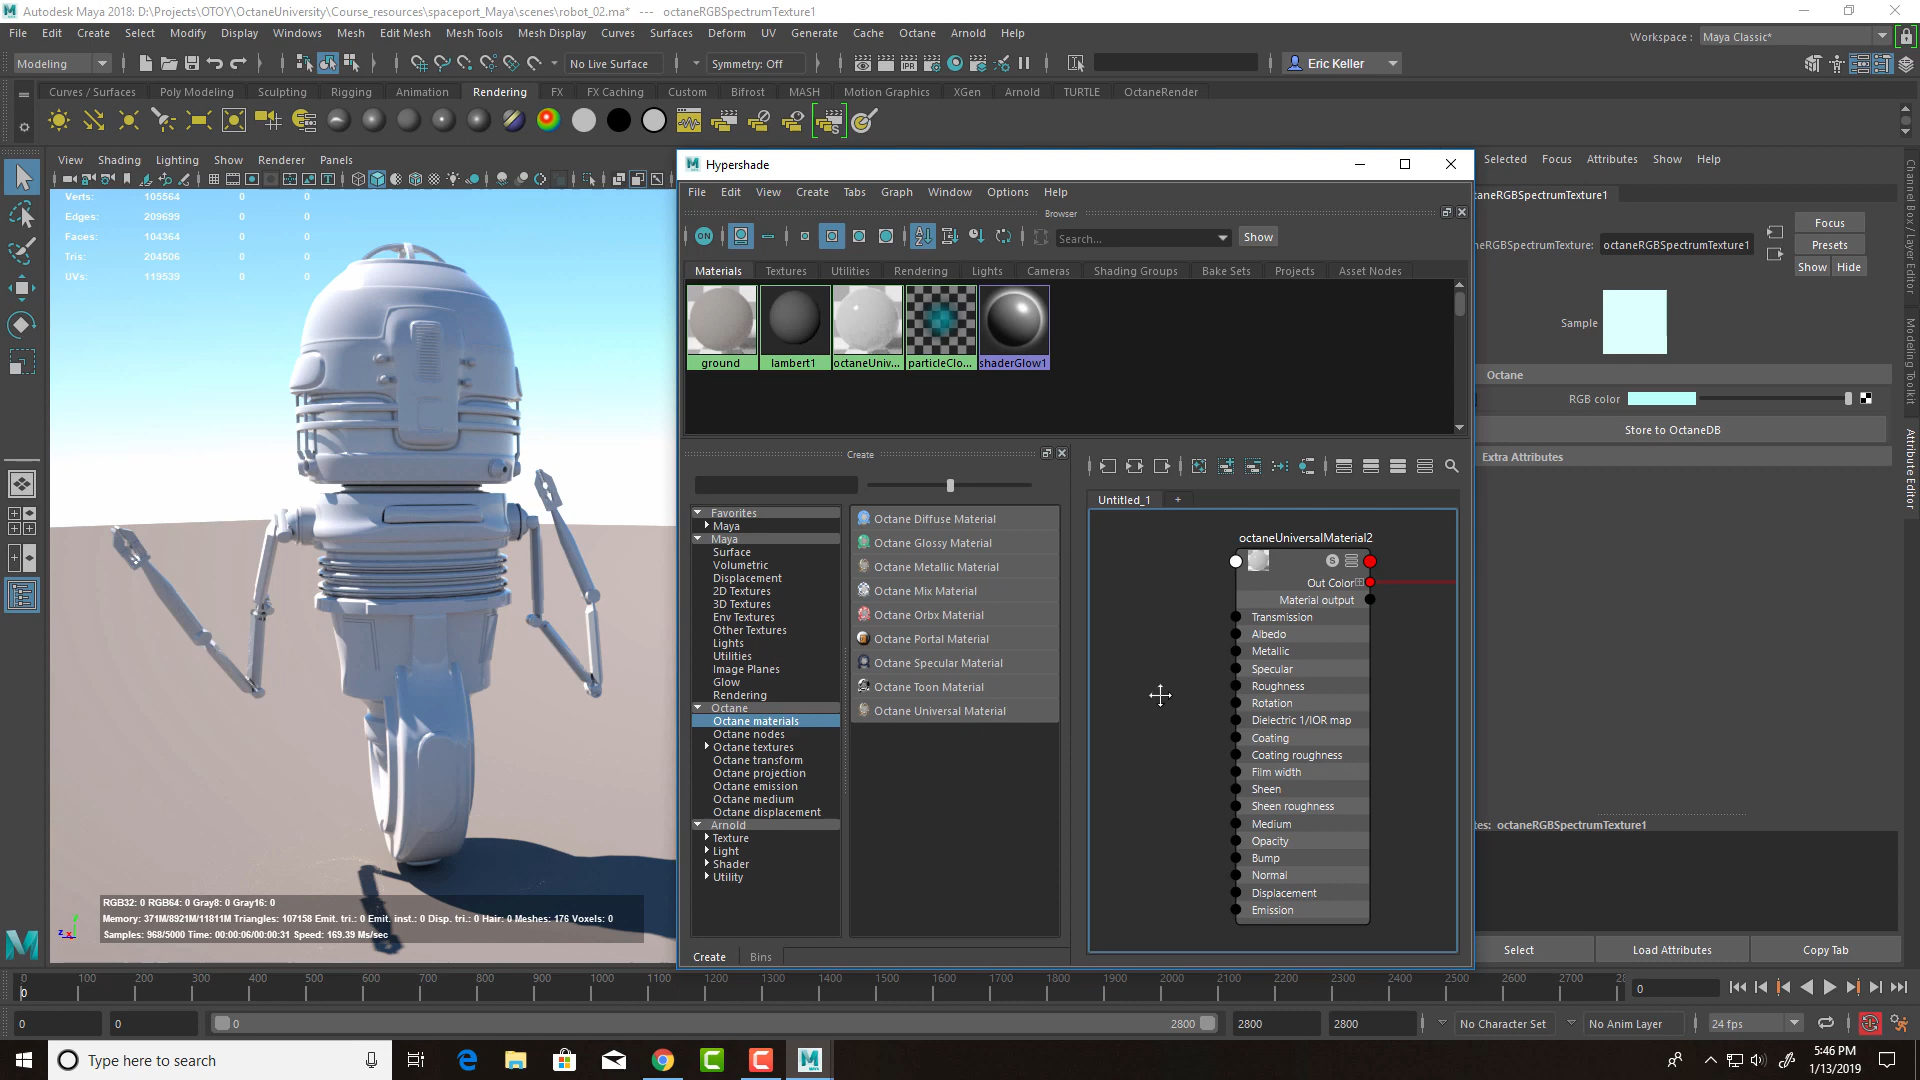 Autodesk Maya 2018: D:\Projects\OTOY\OctaneUniversity\Course_resources\spaceport_Maya\scenes\robot_02.ma* --- octaneRGBSpectrumTexture1
File Edit Create Select Modify Display Windows Mesh Edit Mesh Mesh Tools Mesh Display Curves Surfaces Deform UV Generate Cache Octane Arnold Help
Workspace : Maya Classic*
Modeling No Live Surface Symmetry: Off Eric Keller
Curves / Surfaces Poly Modeling Sculpting Rigging Animation Rendering FX FX Caching Custom Bifrost MASH Motion Graphics XGen Arnold TURTLE OctaneRender
View Shading Lighting Show Renderer Panels
Verts: 105564 0 0
Edges: 209699 0 0
Faces: 104364 0 0
Tris: 204506 0 0
UVs: 119539 0 0
RGB32: 0 RGB64: 0 Gray8: 0 Gray16: 0
Memory: 371M/8921M/11811M Triangles: 107158 Emit. tri.: 0 Emit. inst.: 0 Disp. tri.: 0 Hair: 0 Meshes: 176 Voxels: 0
Samples: 968/5000 Time: 00:00:06/00:00:31 Speed: 169.39 Ms/sec
Hypershade
File Edit View Create Tabs Graph Window Options Help
Browser
ON
Search...
Show
Materials Textures Utilities Rendering Lights Cameras Shading Groups Bake Sets Projects Asset Nodes
ground lambert1 octaneUniv... particleClo... shaderGlow1
Create
Favorites
Maya
Maya
Surface
Volumetric
Displacement
2D Textures
3D Textures
Env Textures
Other Textures
Lights
Utilities
Image Planes
Glow
Rendering
Octane
Octane materials
Octane nodes
Octane textures
Octane transform
Octane projection
Octane emission
Octane medium
Octane displacement
Arnold
Texture
Light
Shader
Utility
Octane Diffuse Material
Octane Glossy Material
Octane Metallic Material
Octane Mix Material
Octane Orbx Material
Octane Portal Material
Octane Specular Material
Octane Toon Material
Octane Universal Material
Create Bins
Untitled_1 +
octaneUniversalMaterial2
S
Out Color
Material output
Transmission
Albedo
Metallic
Specular
Roughness
Rotation
Dielectric 1/IOR map
Coating
Coating roughness
Film width
Sheen
Sheen roughness
Medium
Opacity
Bump
Normal
Displacement
Emission
Selected Focus Attributes Show Help
taneRGBSpectrumTexture1
neRGBSpectrumTexture: octaneRGBSpectrumTexture1
Focus
Presets
Show Hide
Sample
Octane
RGB color
Store to OctaneDB
Extra Attributes
tes: octaneRGBSpectrumTexture1
Select Load Attributes Copy Tab
Channel Box / Layer Editor
Modeling Toolkit
Attribute Editor
0 100 200 300 400 500 600 700 800 900 1000 1100 1200 1300 1400 1500 1600 1700 1800 1900 2000 2100 2200 2300 2400 2500 2600 2700 28
0
0
0 0 0 2800 2800 2800 No Character Set No Anim Layer 24 fps
Type here to search
5:46 PM
1/13/2019